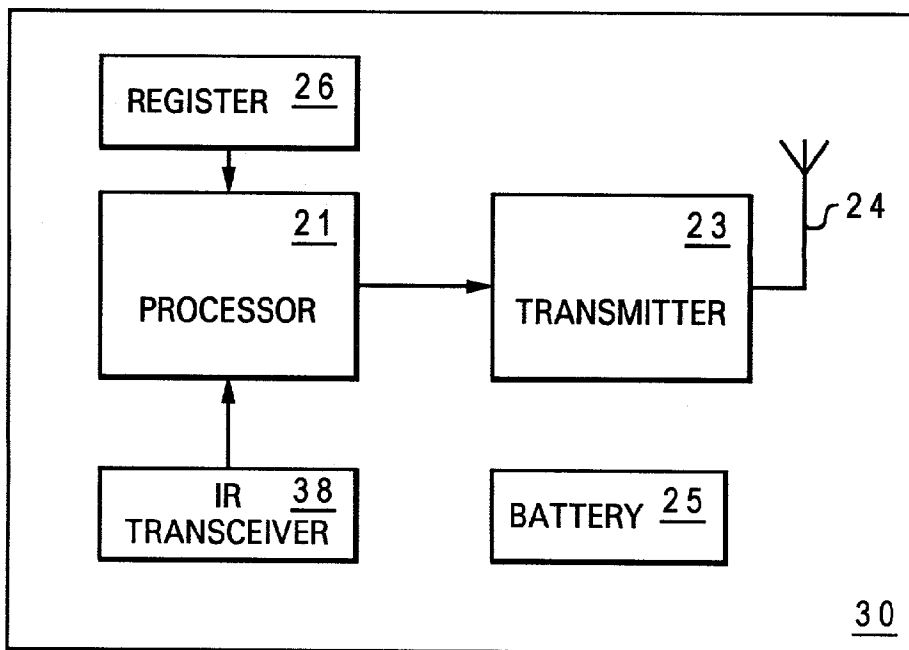 REGISTER 26
21
PROCESSOR
23
TRANSMITTER
24
IR 38
TRANSCEIVER
BATTERY 25
30